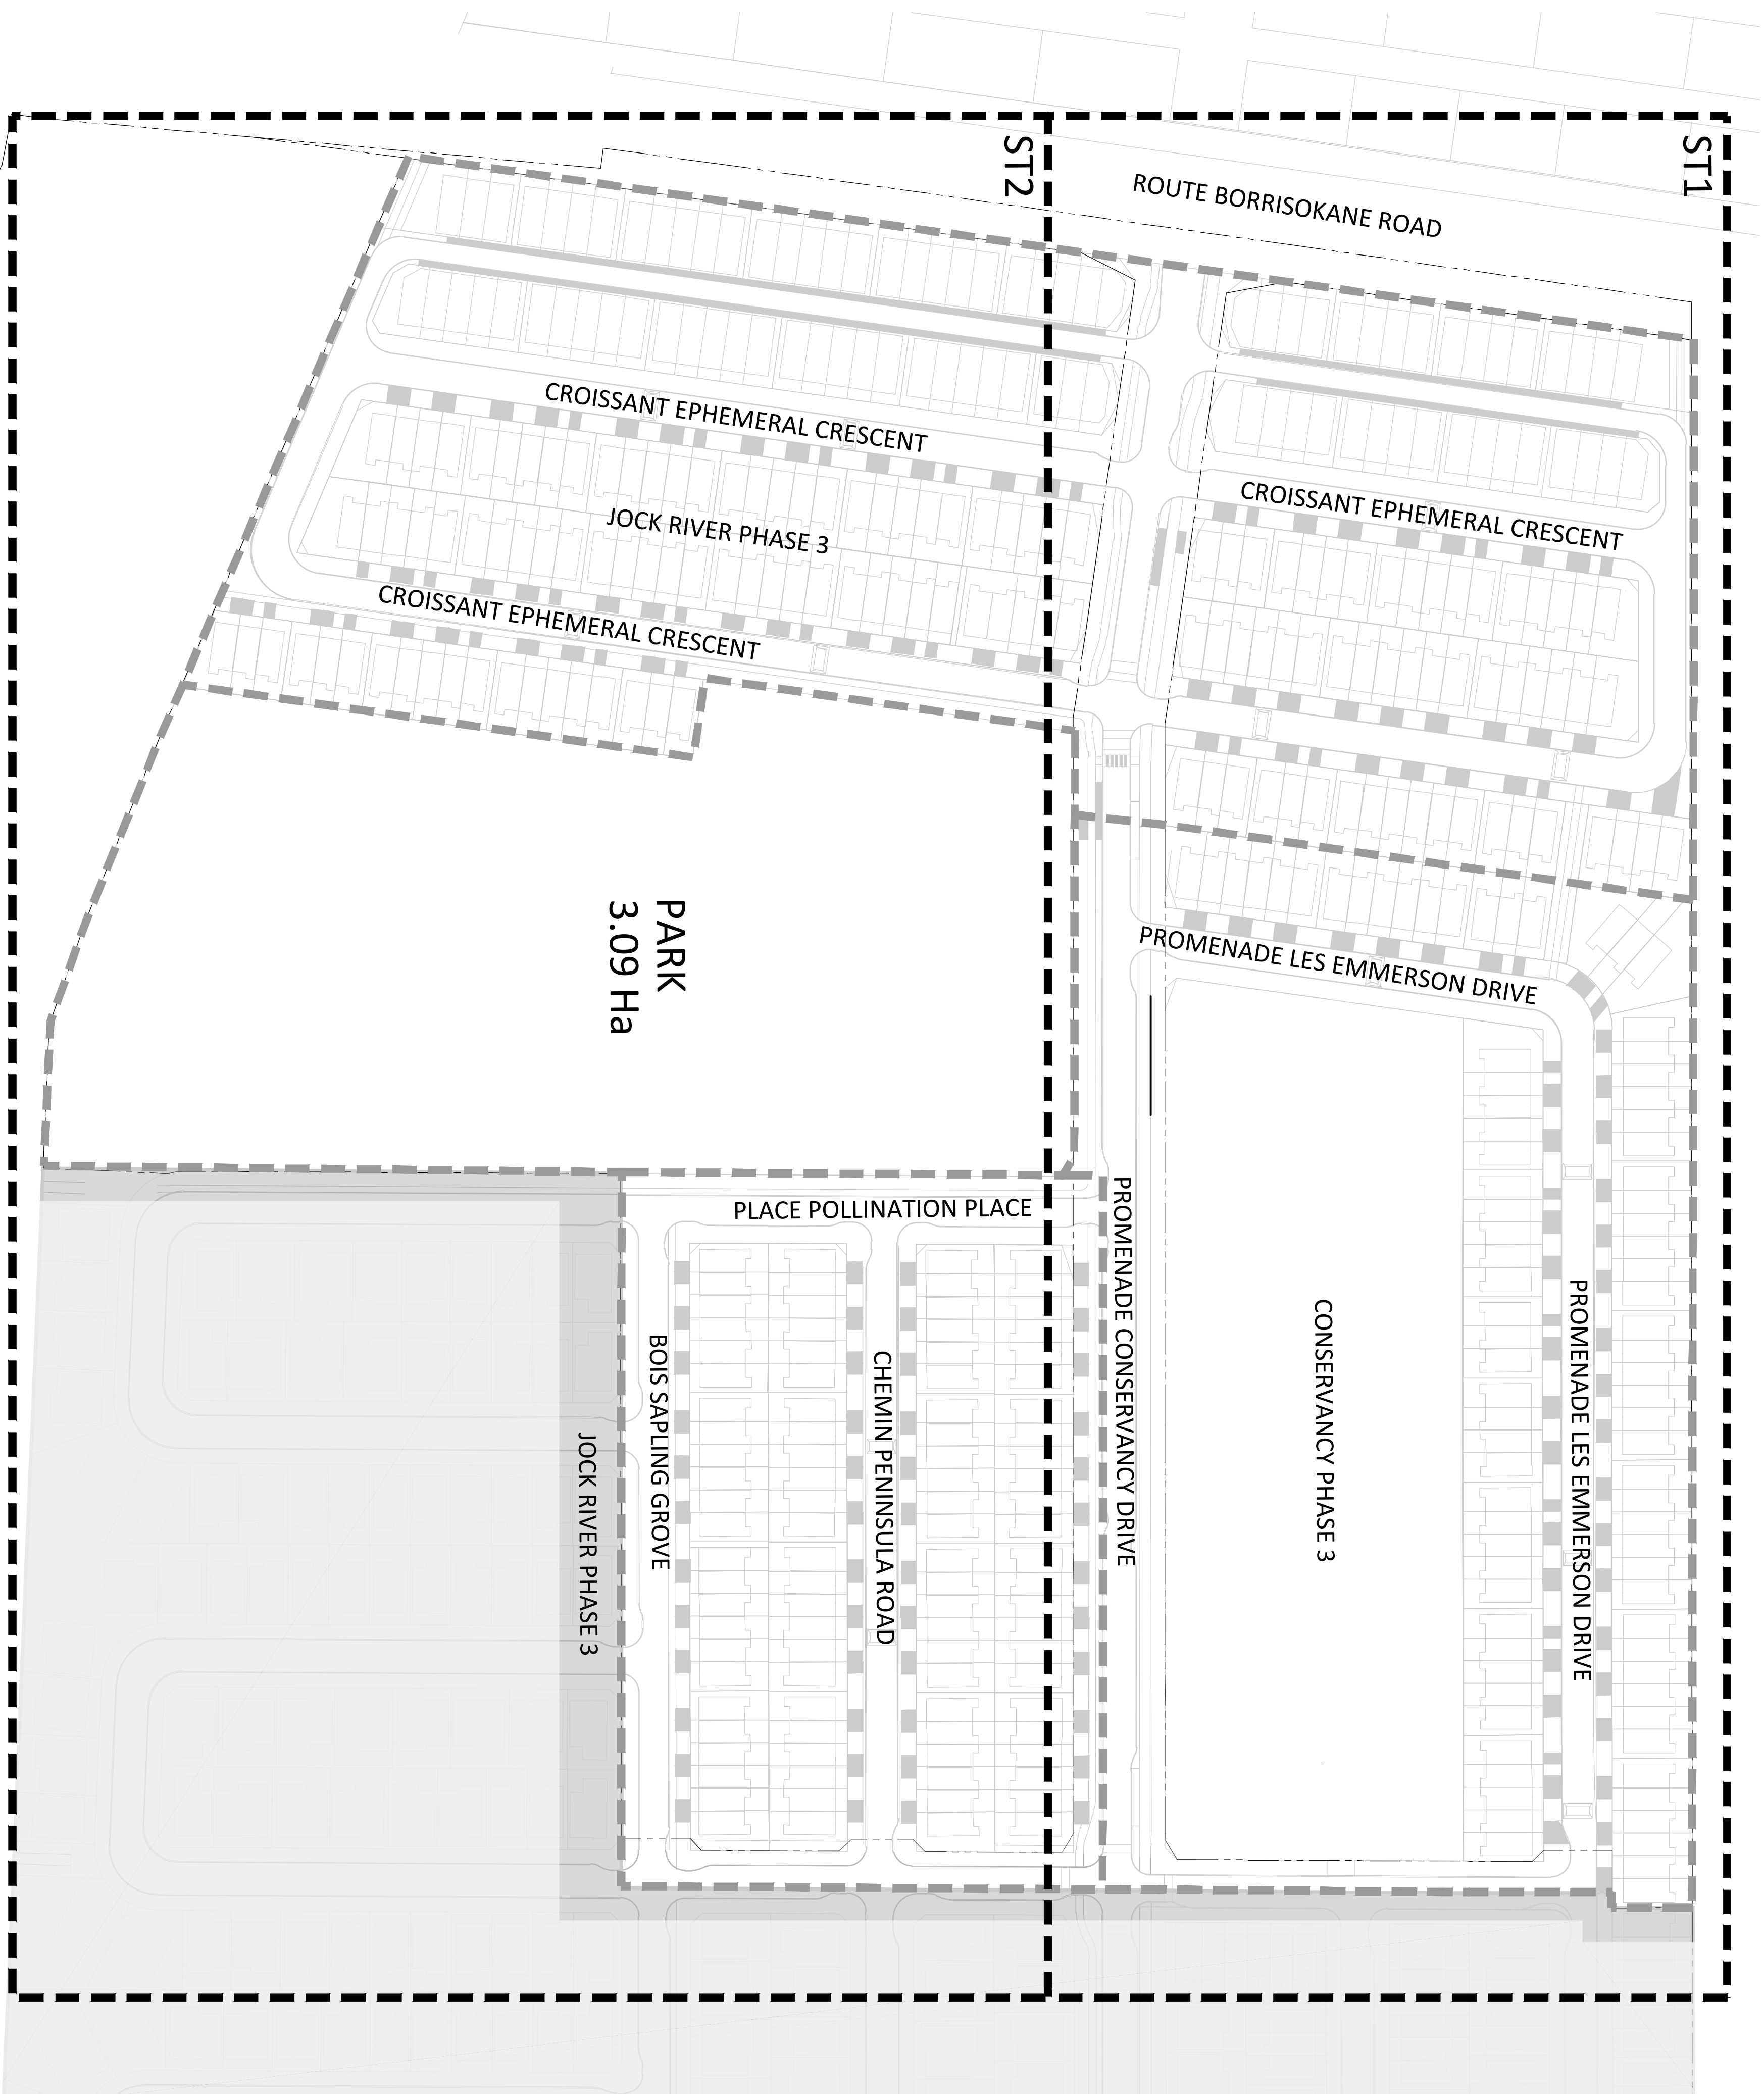 ST1
ST2
ROUTE BORRISOKANE ROAD
CROISSANT EPHEMERAL CRESCENT
CROISSANT EPHEMERAL CRESCENT
JOCK RIVER PHASE 3
CROISSANT EPHEMERAL CRESCENT
PARK
3.09 Ha
PROMENADE LES EMMERSON DRIVE
PLACE POLLINATION PLACE
PROMENADE CONSERVANCY DRIVE
CONSERVANCY PHASE 3
PROMENADE LES EMMERSON DRIVE
BOIS SAPLING GROVE
CHEMIN PENINSULA ROAD
JOCK RIVER PHASE 3